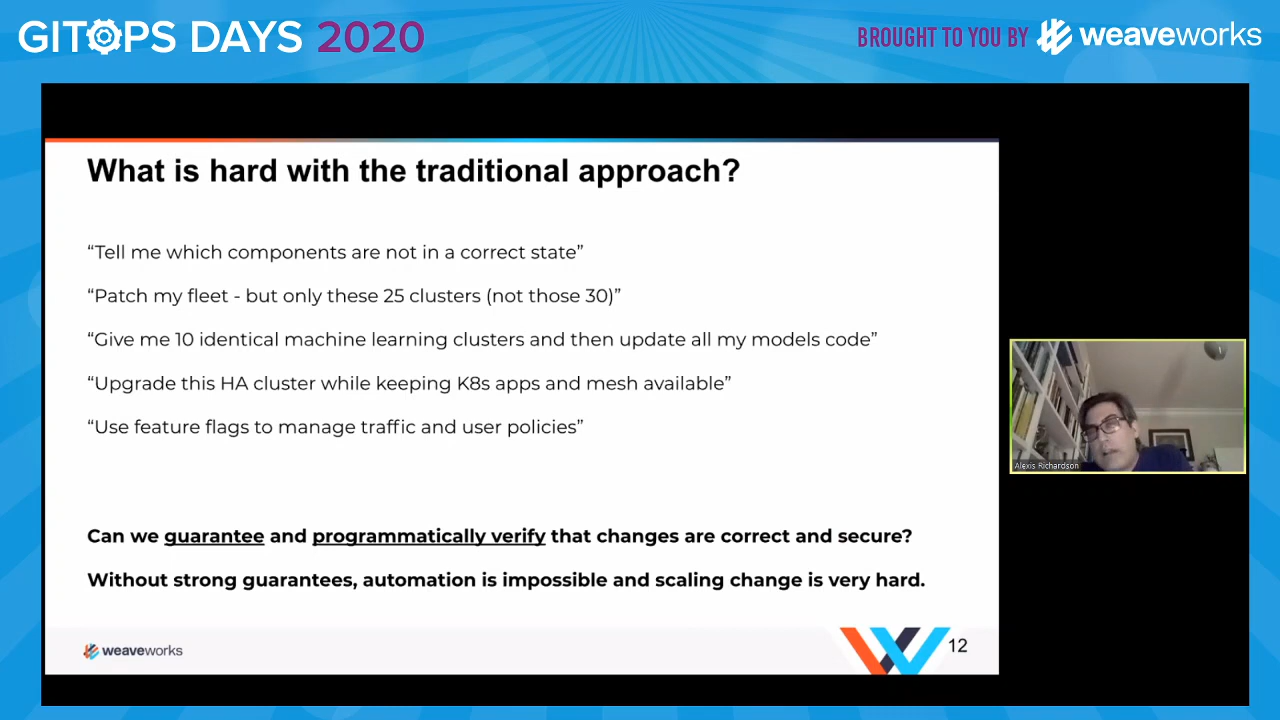 GITOPS DAYS 2020
BROUGHT TO YOU BY weaveworks
What is hard with the traditional approach?
“Tell me which components are not in a correct state”
“Patch my fleet - but only these 25 clusters (not those 30)”
“Give me 10 identical machine learning clusters and then update all my models code”
“Upgrade this HA cluster while keeping K8s apps and mesh available”
“Use feature flags to manage traffic and user policies”
Can we guarantee and programmatically verify that changes are correct and secure?
Without strong guarantees, automation is impossible and scaling change is very hard.
weaveworks
12
Alexis Richardson